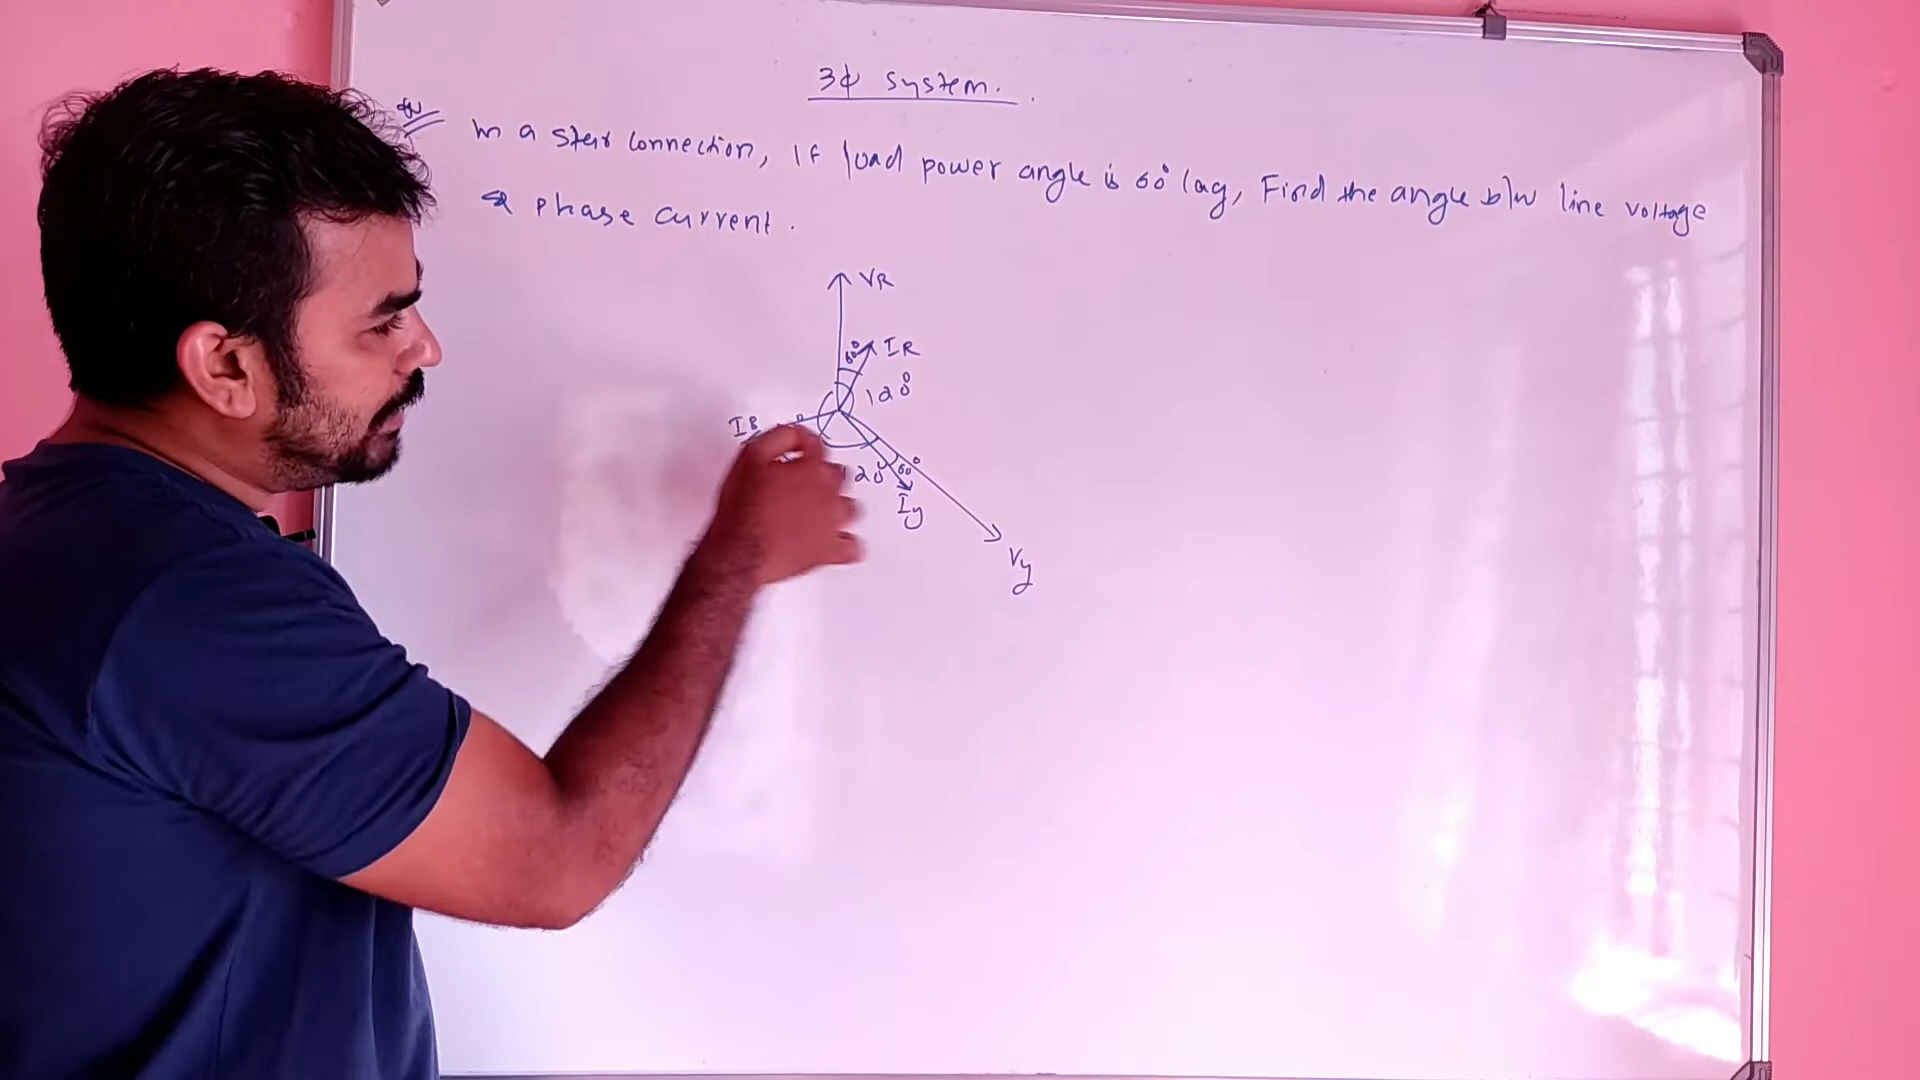 3ϕ system.
In a star connection, If load power angle is 60° lag, Find the angle b/w line voltage
& phase current.
VR
60°
IR
120°
IB
120°
60°
Iy
Vy